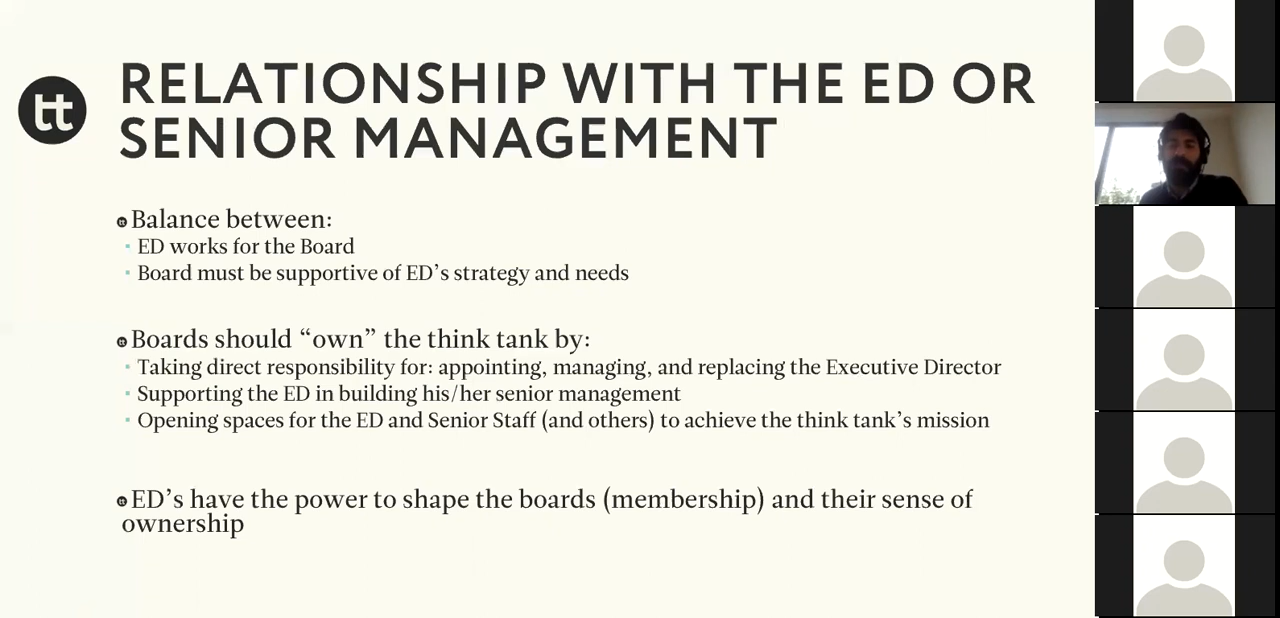 tt
RELATIONSHIP WITH THE ED OR
SENIOR MANAGEMENT
Balance between:
ED works for the Board
Board must be supportive of ED’s strategy and needs
Boards should “own” the think tank by:
Taking direct responsibility for: appointing, managing, and replacing the Executive Director
Supporting the ED in building his/her senior management
Opening spaces for the ED and Senior Staff (and others) to achieve the think tank’s mission
ED’s have the power to shape the boards (membership) and their sense of
ownership